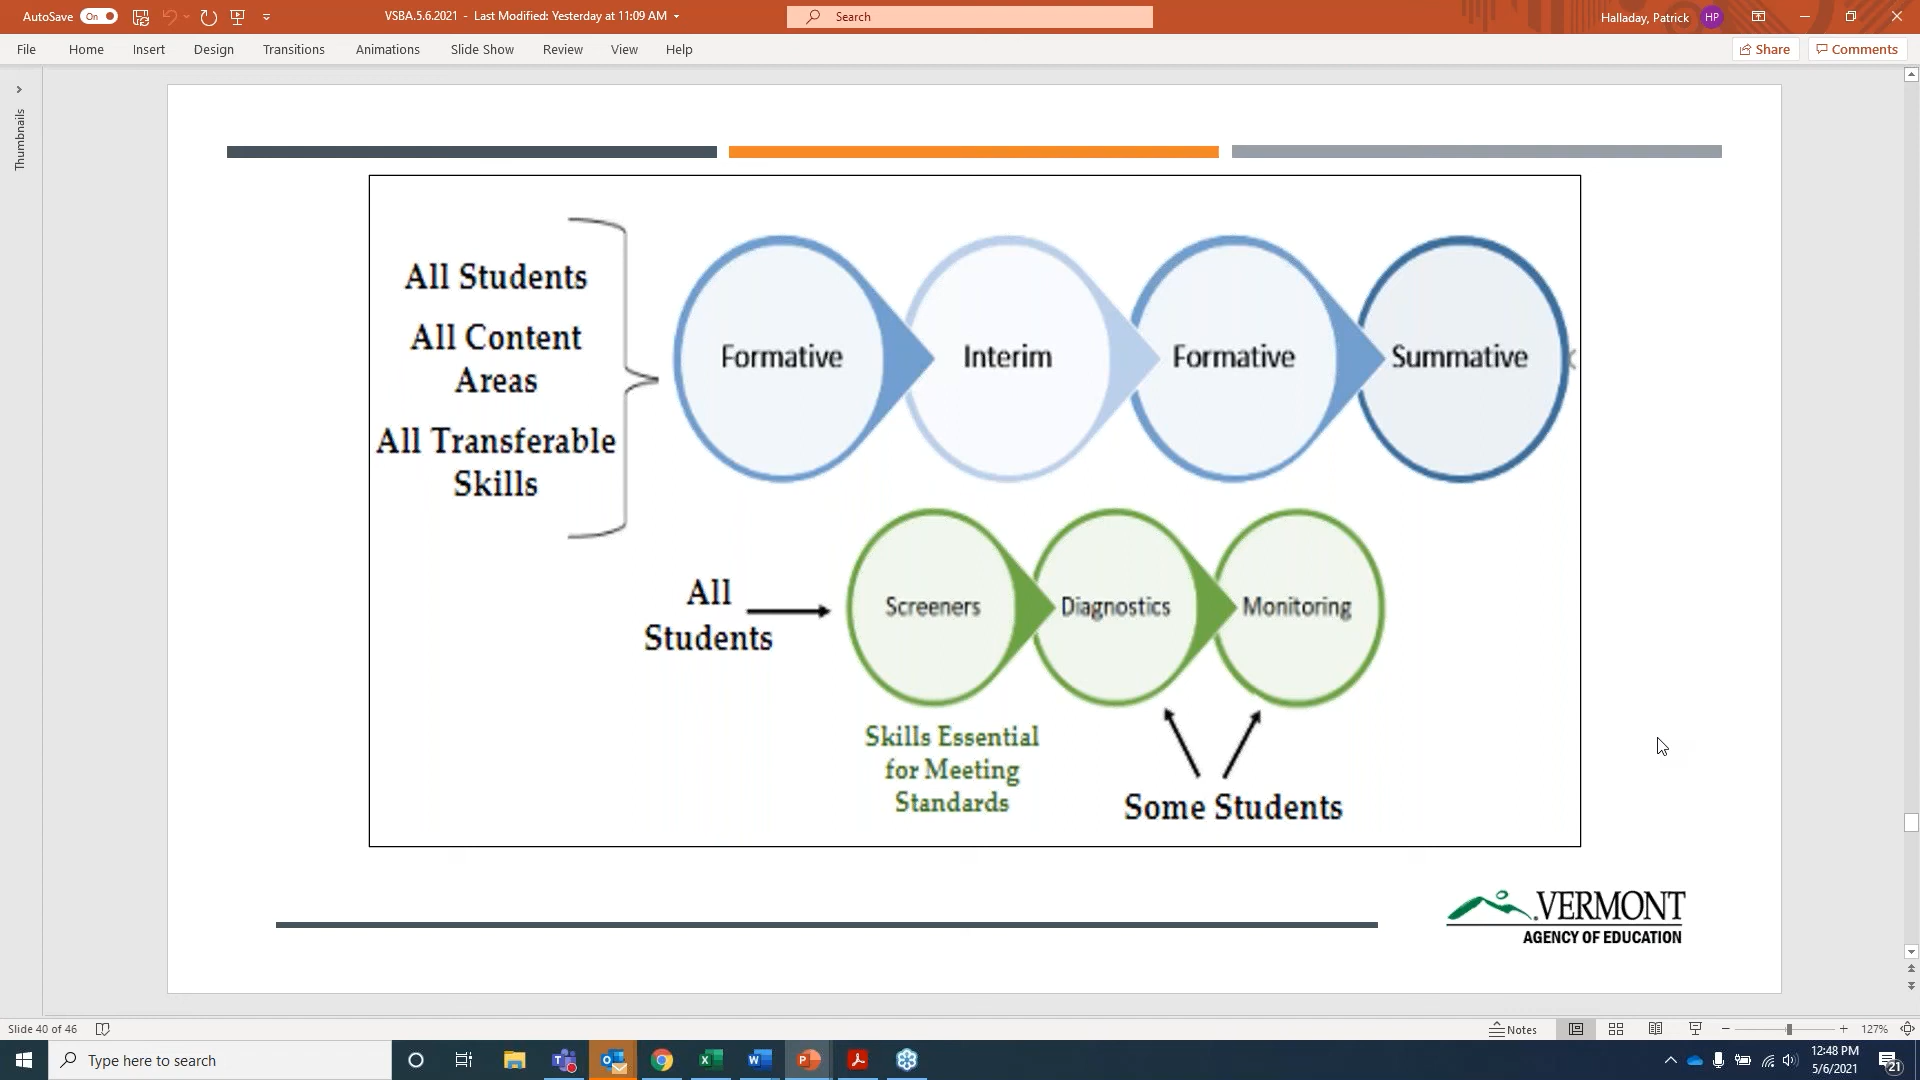 AutoSave On
VSBA.5.6.2021 - Last Modified: Yesterday at 11:09 AM
Search
Halladay, Patrick HP
File Home Insert Design Transitions Animations Slide Show Review View Help
Share Comments
Thumbnails
All Students
All Content
Areas
All Transferable
Skills
Formative Interim Formative Summative
All
Students
Screeners Diagnostics Monitoring
Skills Essential
for Meeting
Standards
Some Students
VERMONT
AGENCY OF EDUCATION
Slide 40 of 46
Notes
127%
Type here to search
12:48 PM
5/6/2021
21